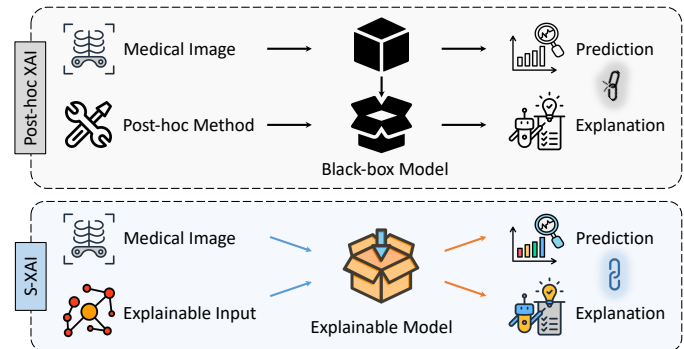 Post-hoc XAI
Medical Image
Prediction
Post-hoc Method
Explanation
Black-box Model
S-XAI
Medical Image
Prediction
Explainable Input
Explainable Model
Explanation